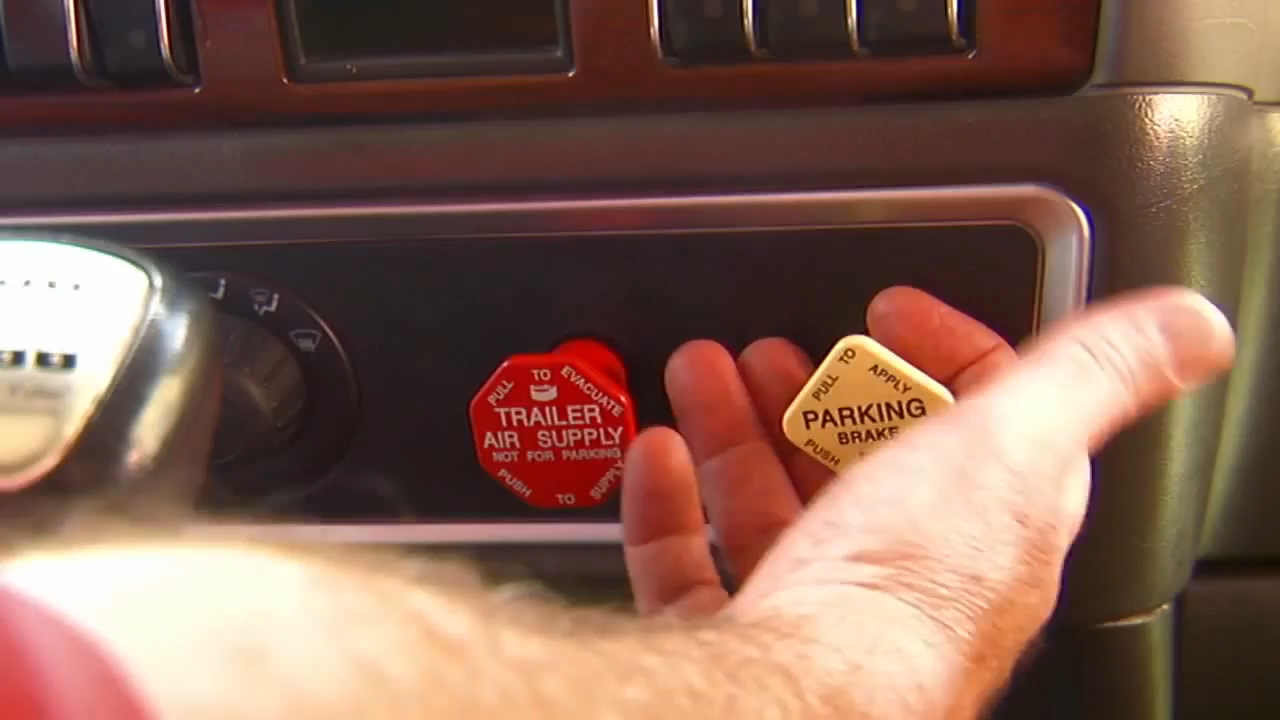 PULL TO EVACUATE
TRAILER
AIR SUPPLY
NOT FOR PARKING
PUSH TO SUPPLY
PULL TO APPLY
PARKING
BRAKE
PUSH